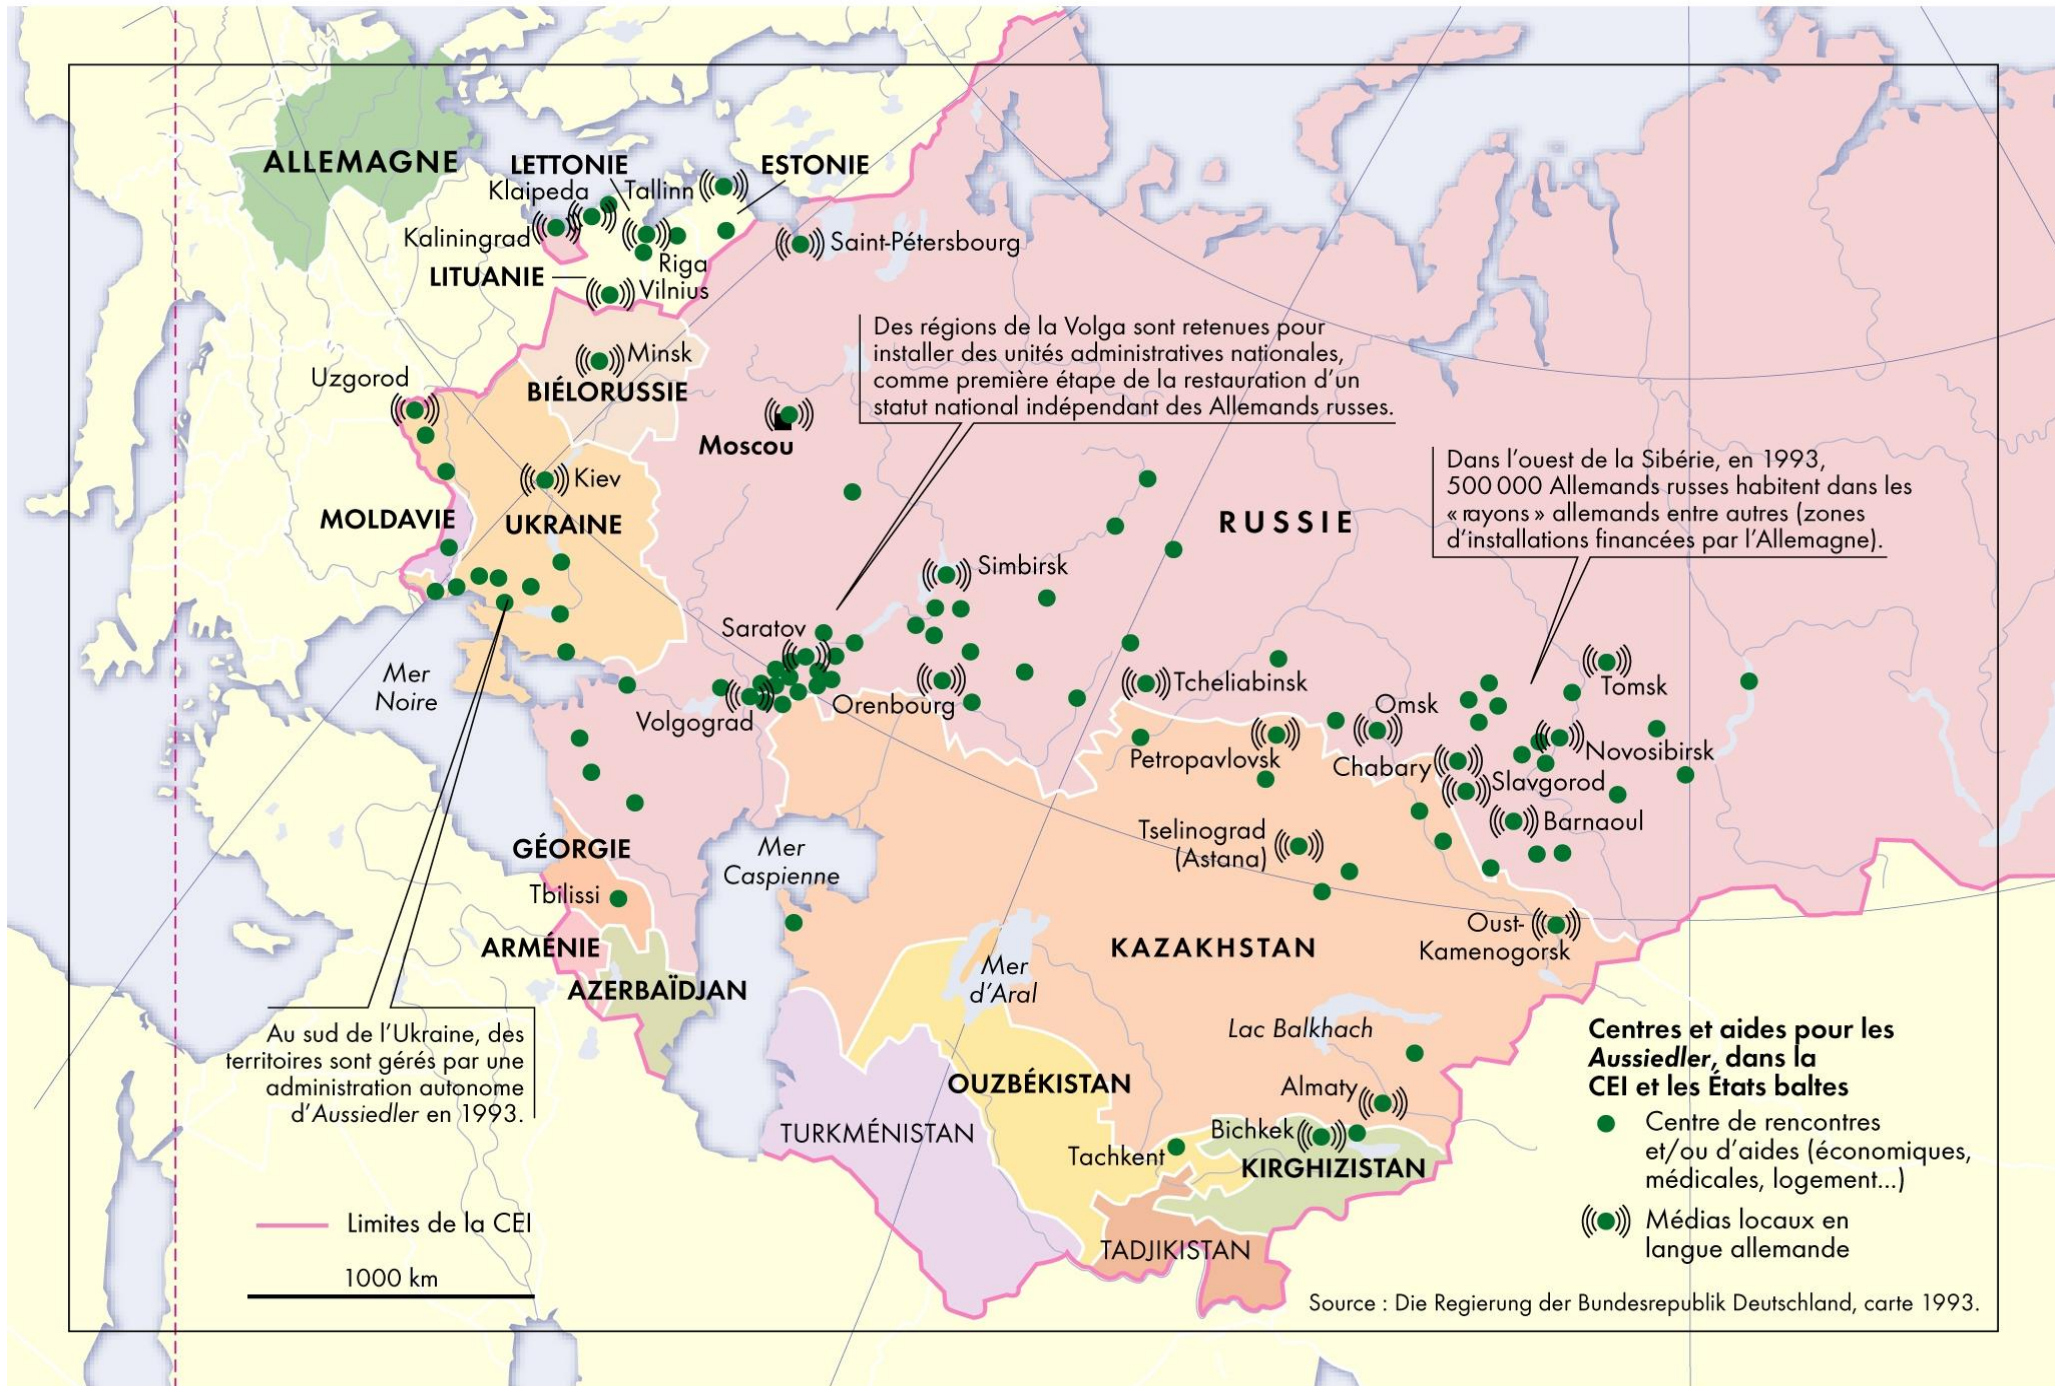 ALLEMAGNE
LETTONIE
ESTONIE
Klaipeda
Tallinn
Kaliningrad
Saint-Pétersbourg
Riga
LITUANIE
Vilnius
Des régions de la Volga sont retenues pour
installer des unités administratives nationales,
comme première étape de la restauration d'un
statut national indépendant des Allemands russes.
Minsk
BIÉLORUSSIE
Uzgorod
Moscou
Dans l'ouest de la Sibérie, en 1993,
500 000 Allemands russes habitent dans les
« rayons » allemands entre autres (zones
d'installations financées par l'Allemagne).
Kiev
MOLDAVIE
UKRAINE
RUSSIE
Simbirsk
Saratov
Mer
Noire
Volgograd
Orenbourg
Tcheliabinsk
Omsk
Tomsk
Petropavlovsk
Chabary
Novosibirsk
Slavgorod
Barnaoul
Tselinograd
(Astana)
GÉORGIE
Mer
Caspienne
Tbilissi
Oust-
Kamenogorsk
ARMÉNIE
KAZAKHSTAN
Mer
d'Aral
AZERBAÏDJAN
Lac Balkhach
Au sud de l'Ukraine, des
territoires sont gérés par une
administration autonome
d'Aussiedler en 1993.
OUZBÉKISTAN
Almaty
TURKMÉNISTAN
Bichkek
Tachkent
KIRGHIZISTAN
TADJIKISTAN
Centres et aides pour les
Aussiedler, dans la
CEI et les États baltes
Centre de rencontres
et/ou d'aides (économiques,
médicales, logement...)
Médias locaux en
langue allemande
Limites de la CEI
1000 km
Source : Die Regierung der Bundesrepublik Deutschland, carte 1993.